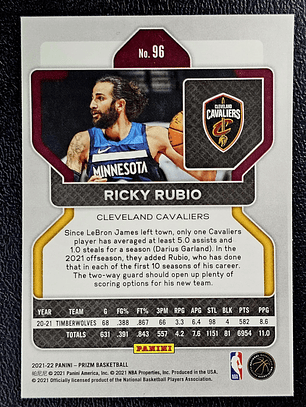 No. 96
CLEVELAND
CAVALIERS
MINNESOTA
RICKY RUBIO
CLEVELAND CAVALIERS
Since LeBron James left town, only one Cavaliers
player has averaged at least 5.0 assists and
1.0 steals for a season (Darius Garland). In the
2021 offseason, they added Rubio, who has done
that in each of the first 10 seasons of his career.
The two-way guard should open up plenty of
scoring options for his new team.
YEAR TEAM G FG% FT% 3PM RPG APG STL BLK PTS PPG
20-21 TIMBERWOLVES 68 .388 .867 66 3.3 6.4 98 4 582 8.6
TOTALS 631 .391 .843 557 4.2 7.6 1151 81 6954 11.0
PANINI
2021-22 PANINI – PRIZM BASKETBALL
© 2021 Panini America, Inc. © 2021 NBA Properties, Inc. Produced in the USA.
© 2021 Officially licensed product of the National Basketball Players Association.
NBA